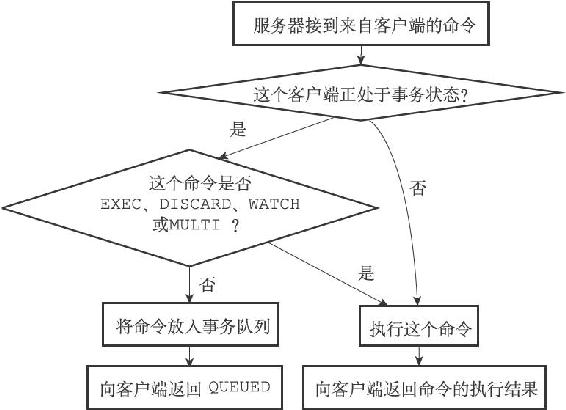 服务器接到来自客户端的命令
这个客户端正处于事务状态?
是
这个命令是否
EXEC、DISCARD、WATCH
或MULTI ?
否
是
否
将命令放入事务队列
执行这个命令
向客户端返回 QUEUED
向客户端返回命令的执行结果